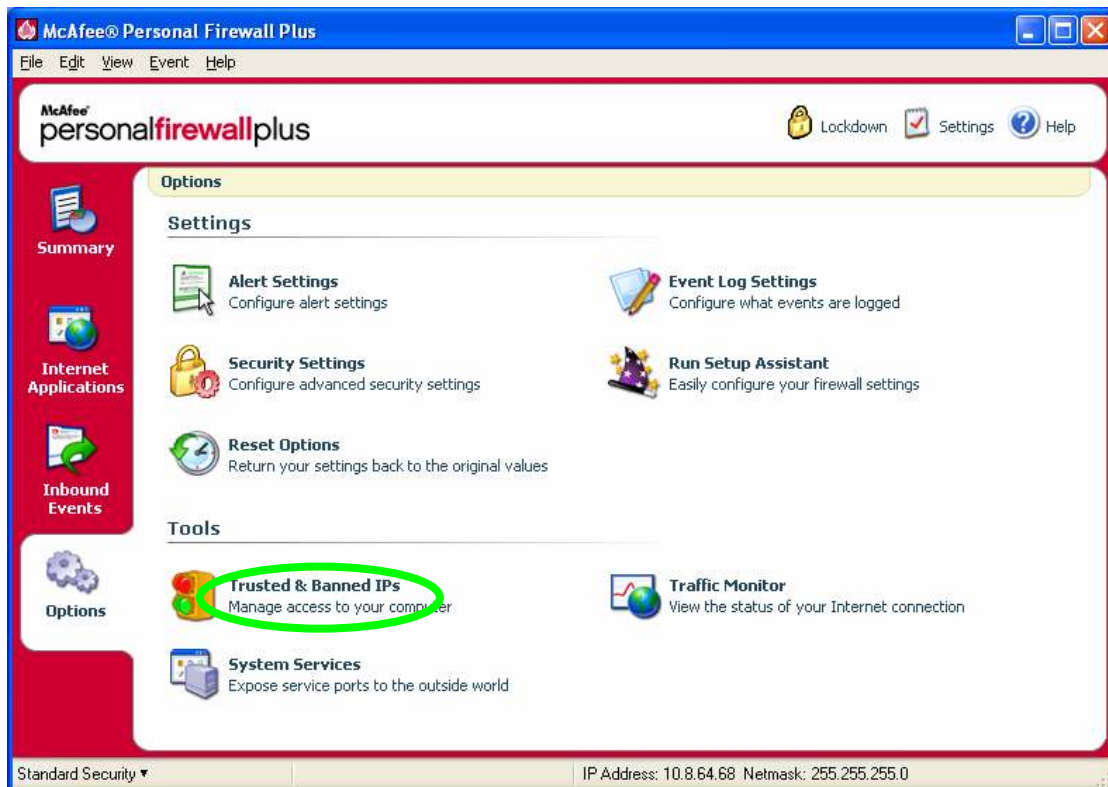 McAfee® Personal Firewall Plus
File Edit View Event Help
McAfee®
personalfirewallplus
Lockdown Settings Help
Options
Summary
Internet Applications
Inbound Events
Options
Settings
Alert Settings
Configure alert settings
Event Log Settings
Configure what events are logged
Security Settings
Configure advanced security settings
Run Setup Assistant
Easily configure your firewall settings
Reset Options
Return your settings back to the original values
Tools
Trusted & Banned IPs
Manage access to your computer
Traffic Monitor
View the status of your Internet connection
System Services
Expose service ports to the outside world
Standard Security
IP Address: 10.8.64.68 Netmask: 255.255.255.0